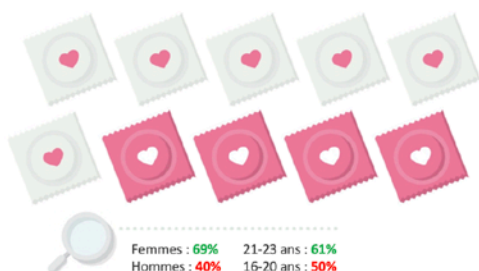 Femmes : 69% 21-23 ans : 61%
Hommes : 40% 16-20 ans : 50%